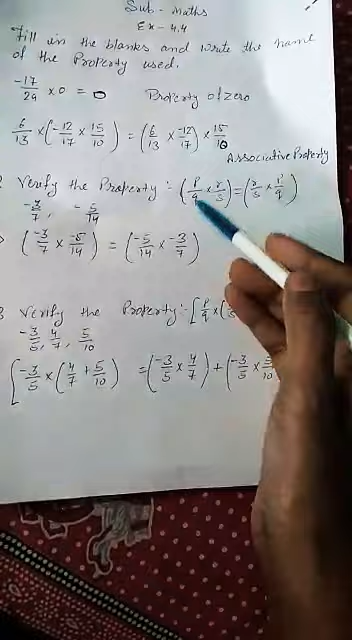 Sub - Maths
Ex - 4.4
Fill in the blanks and write the name
of the Property used.
-17/29 × 0 = 0 Property of zero
6/13 × (-12/17 × 15/10) = (6/13 × -12/17) × 15/10
Associative Property
Verify the Property :- (p/q × r/s) = (r/s × p/q)
-3/7, -5/14
(-3/7 × -5/14) = (-5/14 × -3/7)
3 Verify the Property:- [p/q × (
-3/5, 4/7, 5/10
[-3/5 × (4/7 + 5/10) = (-3/5 × 4/7) + (-3/5 × 5/10